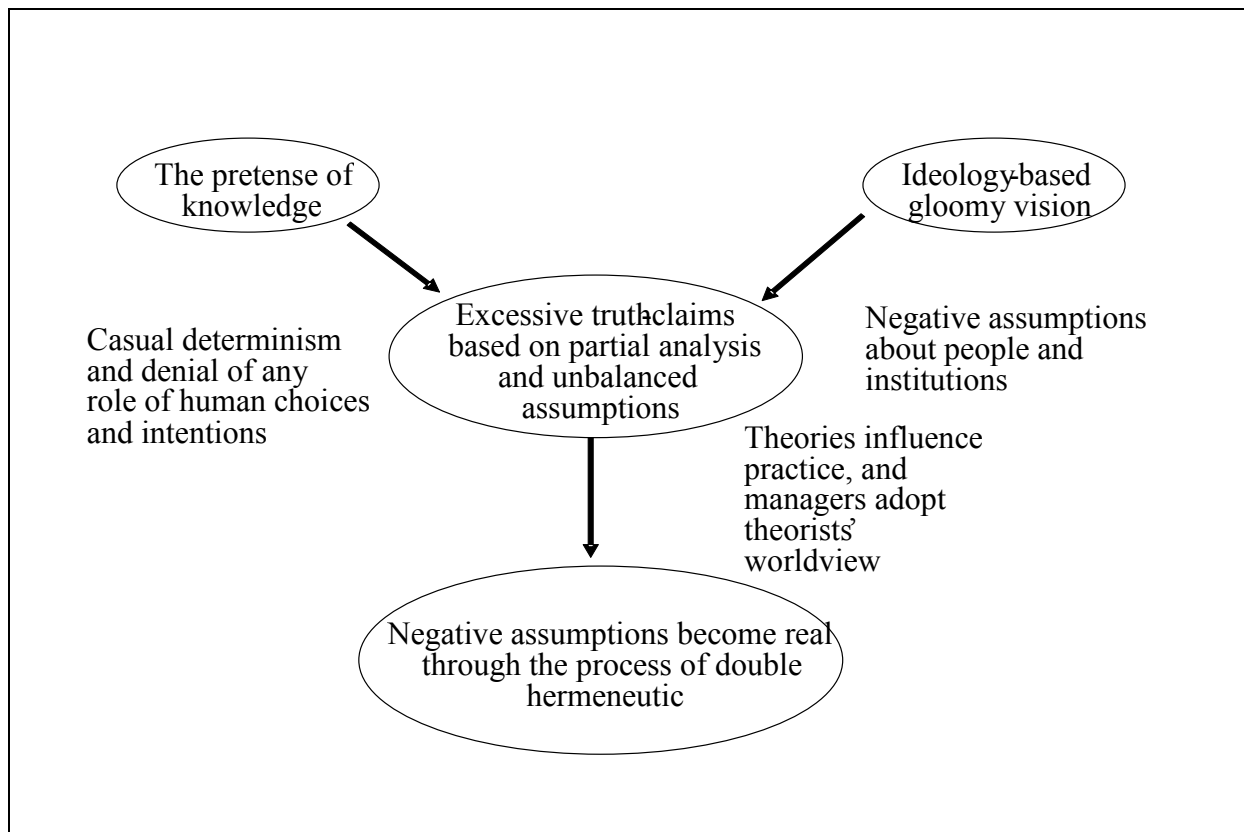 The pretense of
knowledge
Ideology-based
gloomy vision
Excessive truth-claims
based on partial analysis
and unbalanced
assumptions
Casual determinism
and denial of any
role of human choices
and intentions
Negative assumptions
about people and
institutions
Theories influence
practice, and
managers adopt
theorists’
worldview
Negative assumptions become real
through the process of double
hermeneutic